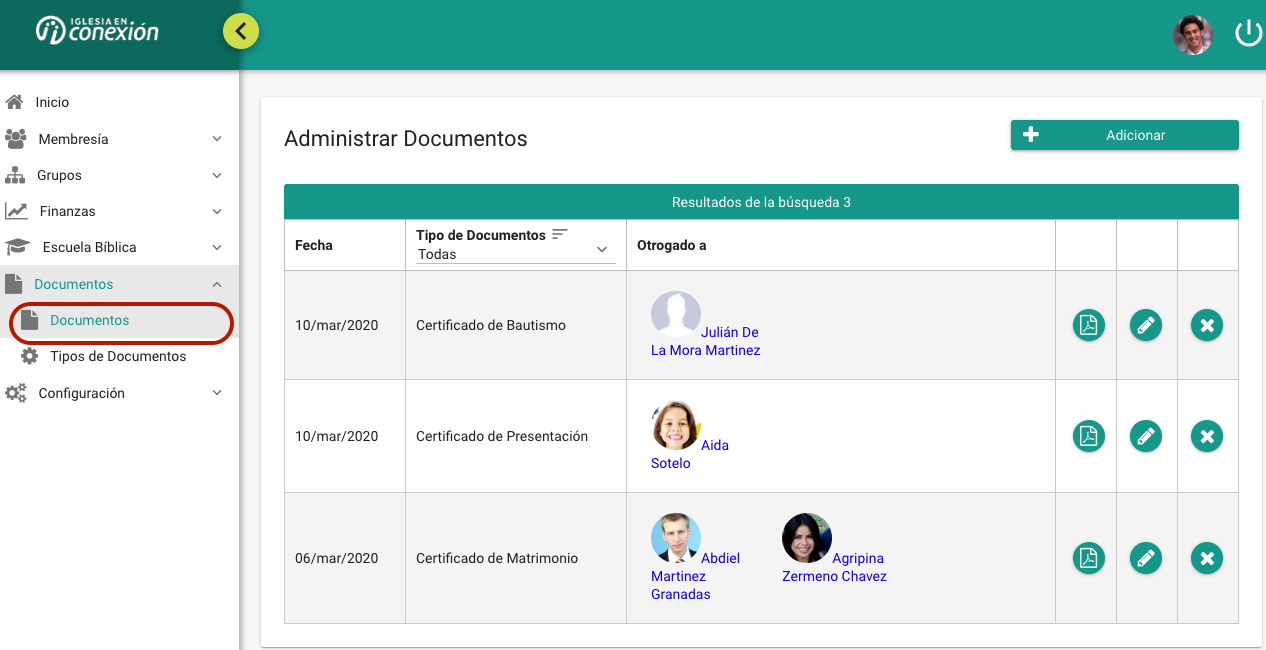 IGLESIA EN
conexión
Inicio
Membresía
Grupos
Finanzas
Escuela Bíblica
Documentos
Documentos
Tipos de Documentos
Configuración
Administrar Documentos
Adicionar
Resultados de la búsqueda 3
Fecha
Tipo de Documentos
Todas
Otrogado a
10/mar/2020
Certificado de Bautismo
Julián De
La Mora Martinez
10/mar/2020
Certificado de Presentación
Aida
Sotelo
06/mar/2020
Certificado de Matrimonio
Abdiel
Martinez
Granadas
Agripina
Zermeno Chavez